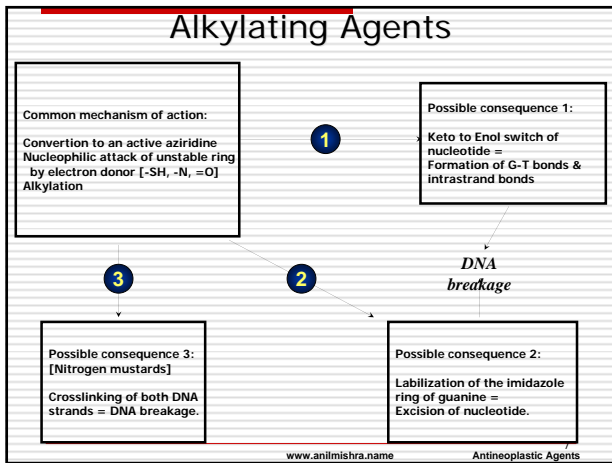 Alkylating Agents
Common mechanism of action:
Convertion to an active aziridine
Nucleophilic attack of unstable ring
by electron donor [-SH, -N, =O]
Alkylation
1
Possible consequence 1:
Keto to Enol switch of
nucleotide =
Formation of G-T bonds &
intrastrand bonds
3
2
DNA
breakage
Possible consequence 3:
[Nitrogen mustards]
Crosslinking of both DNA
strands = DNA breakage.
Possible consequence 2:
Labilization of the imidazole
ring of guanine =
Excision of nucleotide.
7
www.anilmishra.name Antineoplastic Agents